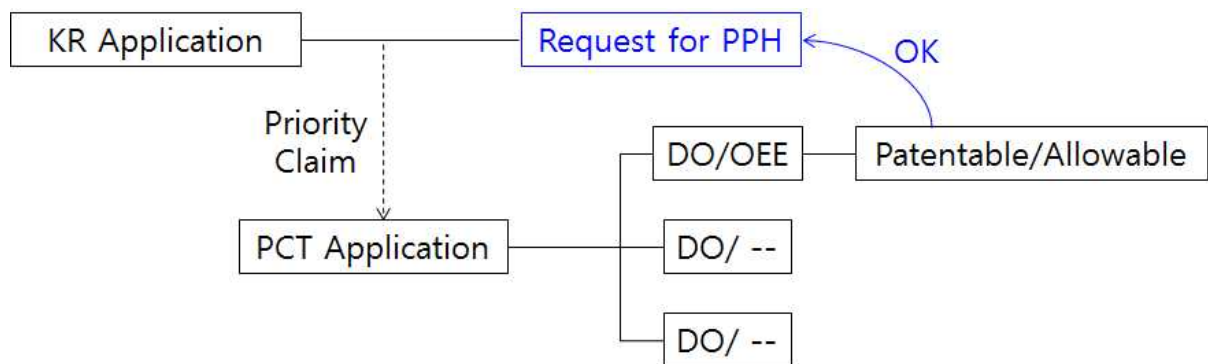 KR Application
Request for PPH
OK
Priority
Claim
DO/OEE
Patentable/Allowable
PCT Application
DO/ --
DO/ --